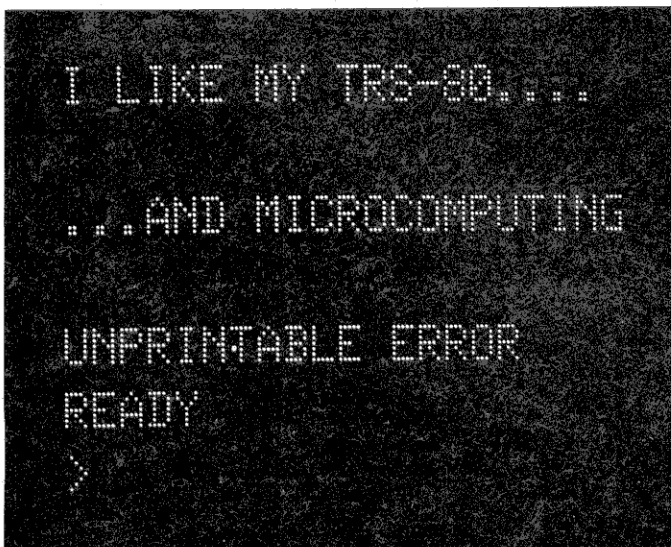 I LIKE MY TRS-80....
...AND MICROCOMPUTING
UNPRINTABLE ERROR
READY
>